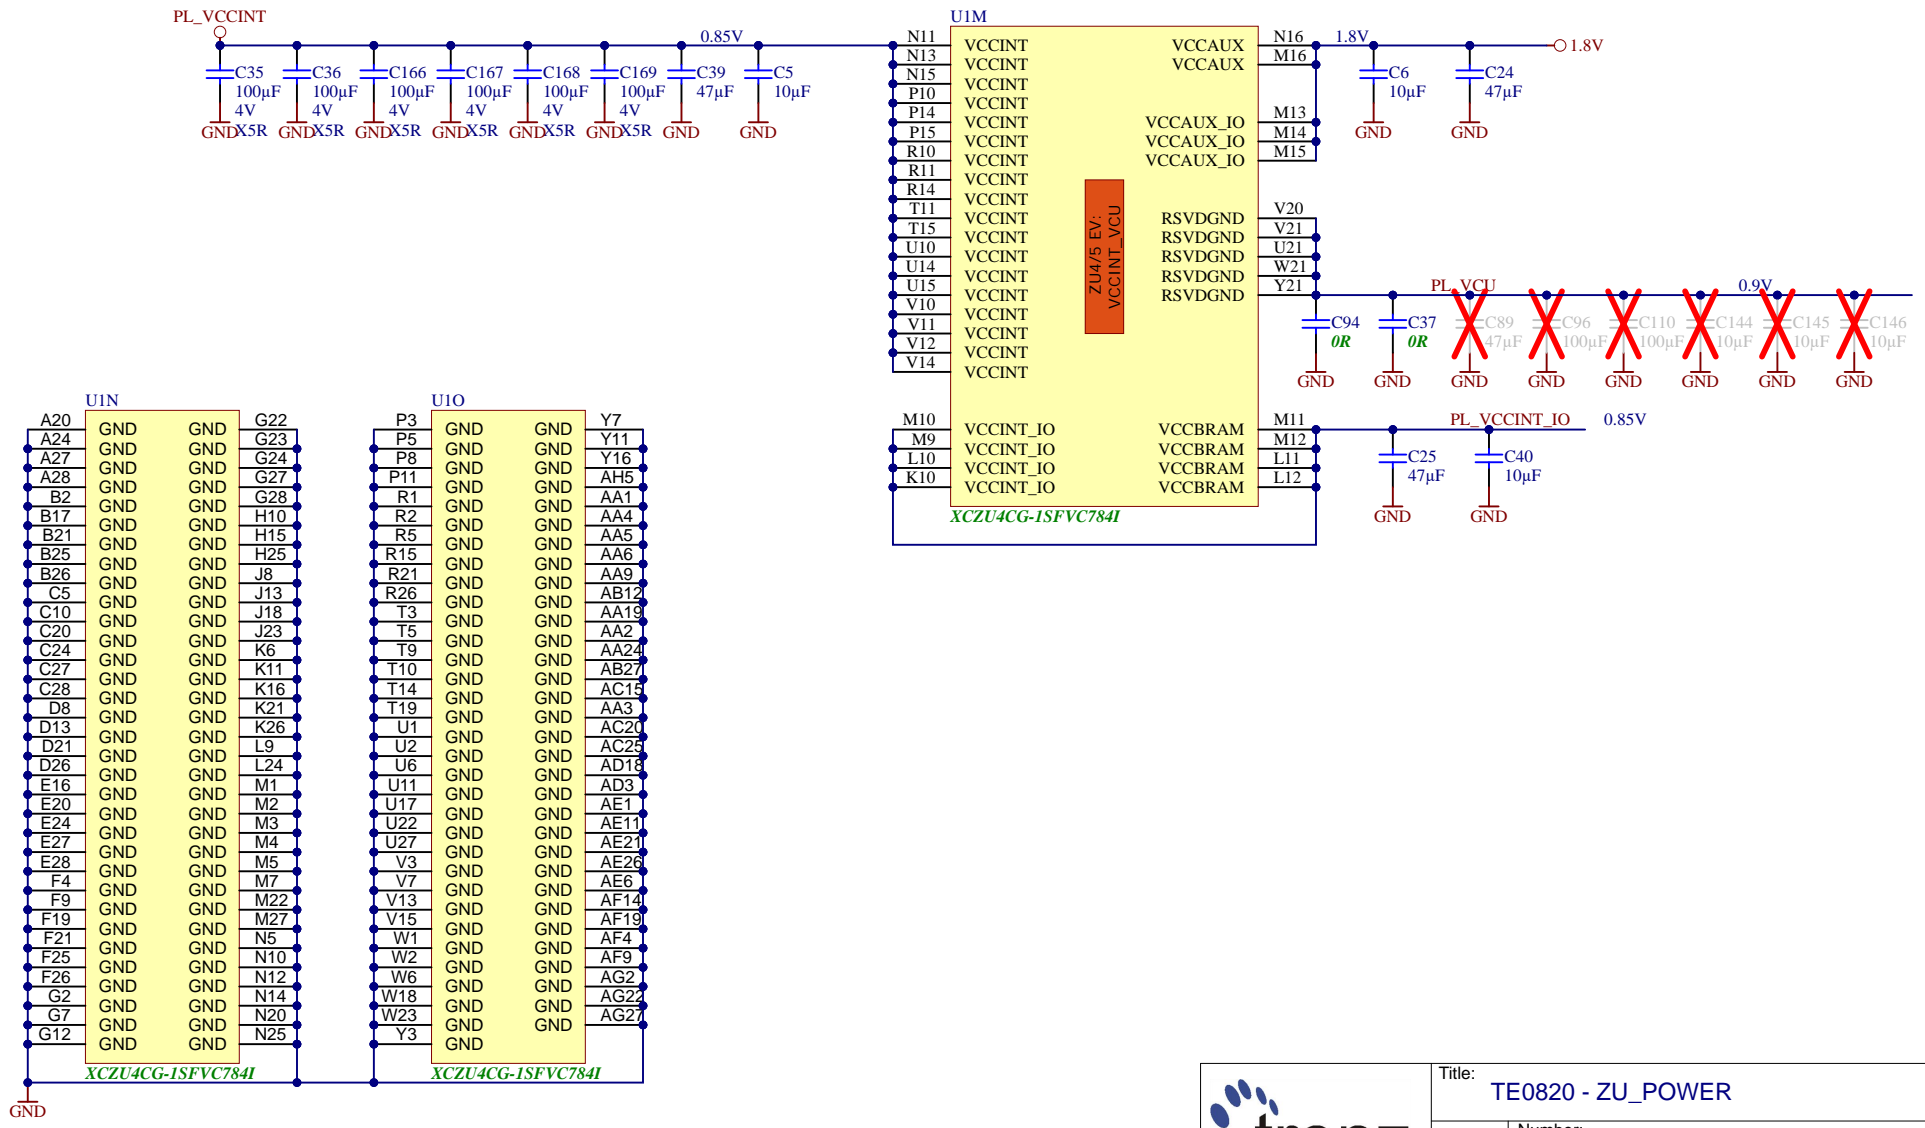 PL_VCCINT
0.85V
C35 100µF 4V X5R GND
C36 100µF 4V X5R GND
C166 100µF 4V X5R GND
C167 100µF 4V X5R GND
C168 100µF 4V X5R GND
C169 100µF 4V X5R GND
C39 47µF GND
C5 10µF GND
U1M
N11 VCCINT VCCAUX N16 1.8V 1.8V
N13 VCCINT VCCAUX M16
N15 VCCINT
P10 VCCINT
P14 VCCINT VCCAUX_IO M13
P15 VCCINT VCCAUX_IO M14
R10 VCCINT VCCAUX_IO M15
R11 VCCINT
R14 VCCINT
T11 VCCINT RSVDGND V20
T15 VCCINT RSVDGND V21
U10 VCCINT RSVDGND U21
U14 VCCINT RSVDGND W21
U15 VCCINT RSVDGND Y21
V10 VCCINT
V11 VCCINT
V12 VCCINT
V14 VCCINT
ZU4/5 EV:
VCCINT_VCU
M10 VCCINT_IO VCCBRAM M11
M9 VCCINT_IO VCCBRAM M12
L10 VCCINT_IO VCCBRAM L11
K10 VCCINT_IO VCCBRAM L12
XCZU4CG-1SFVC784I
C6 10µF GND
C24 47µF GND
PL_VCU 0.9V
C94 0R GND
C37 0R GND
C89 47µF GND
C96 100µF GND
C110 100µF GND
C144 10µF GND
C145 10µF GND
C146 10µF GND
PL_VCCINT_IO 0.85V
C25 47µF GND
C40 10µF GND
U1N
A20 GND GND G22
A24 GND GND G23
A27 GND GND G24
A28 GND GND G27
B2 GND GND G28
B17 GND GND H10
B21 GND GND H15
B25 GND GND H25
B26 GND GND J8
C5 GND GND J13
C10 GND GND J18
C20 GND GND J23
C24 GND GND K6
C27 GND GND K11
C28 GND GND K16
D8 GND GND K21
D13 GND GND K26
D21 GND GND L9
D26 GND GND L24
E16 GND GND M1
E20 GND GND M2
E24 GND GND M3
E27 GND GND M4
E28 GND GND M5
F4 GND GND M7
F9 GND GND M22
F19 GND GND M27
F21 GND GND N5
F25 GND GND N10
F26 GND GND N12
G2 GND GND N14
G7 GND GND N20
G12 GND GND N25
XCZU4CG-1SFVC784I
GND
U1O
P3 GND GND Y7
P5 GND GND Y11
P8 GND GND Y16
P11 GND GND AH5
R1 GND GND AA1
R2 GND GND AA4
R5 GND GND AA5
R15 GND GND AA6
R21 GND GND AA9
R26 GND GND AB12
T3 GND GND AA19
T5 GND GND AA2
T9 GND GND AA24
T10 GND GND AB27
T14 GND GND AC15
T19 GND GND AA3
U1 GND GND AC20
U2 GND GND AC25
U6 GND GND AD18
U11 GND GND AD3
U17 GND GND AE1
U22 GND GND AE11
U27 GND GND AE21
V3 GND GND AE26
V7 GND GND AE6
V13 GND GND AF14
V15 GND GND AF19
W1 GND GND AF4
W2 GND GND AF9
W6 GND GND AG2
W18 GND GND AG22
W23 GND GND AG27
Y3 GND
XCZU4CG-1SFVC784I
Title:
TE0820 - ZU_POWER